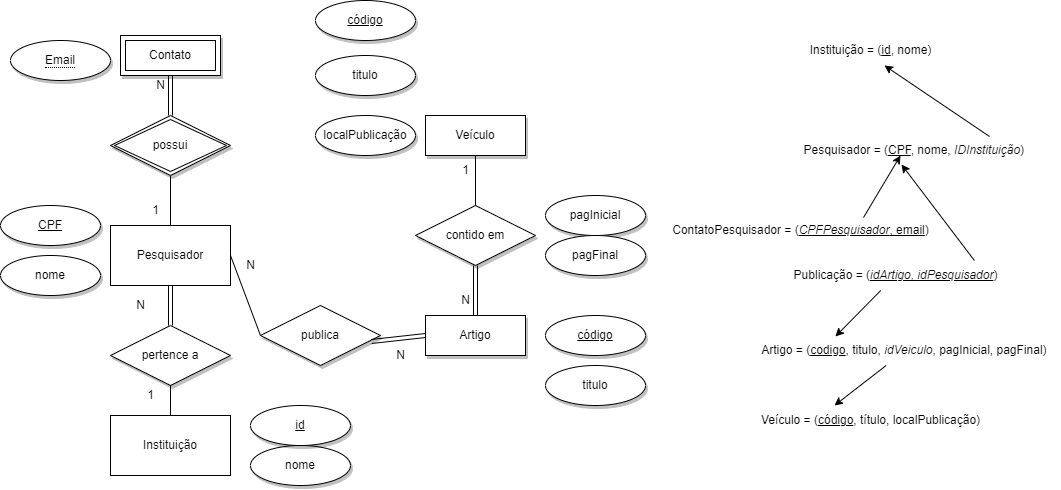 código
Email
Contato
titulo
N
localPublicação
Veículo
possui
1
1
CPF
pagInicial
contido em
Pesquisador
pagFinal
N
nome
N
N
publica
Artigo
código
pertence a
N
titulo
1
id
Instituição
nome
Instituição = (id, nome)
Pesquisador = (CPF, nome, IDInstituição)
ContatoPesquisador = (CPFPesquisador, email)
Publicação = (idArtigo, idPesquisador)
Artigo = (codigo, titulo, idVeiculo, pagInicial, pagFinal)
Veículo = (código, título, localPublicação)